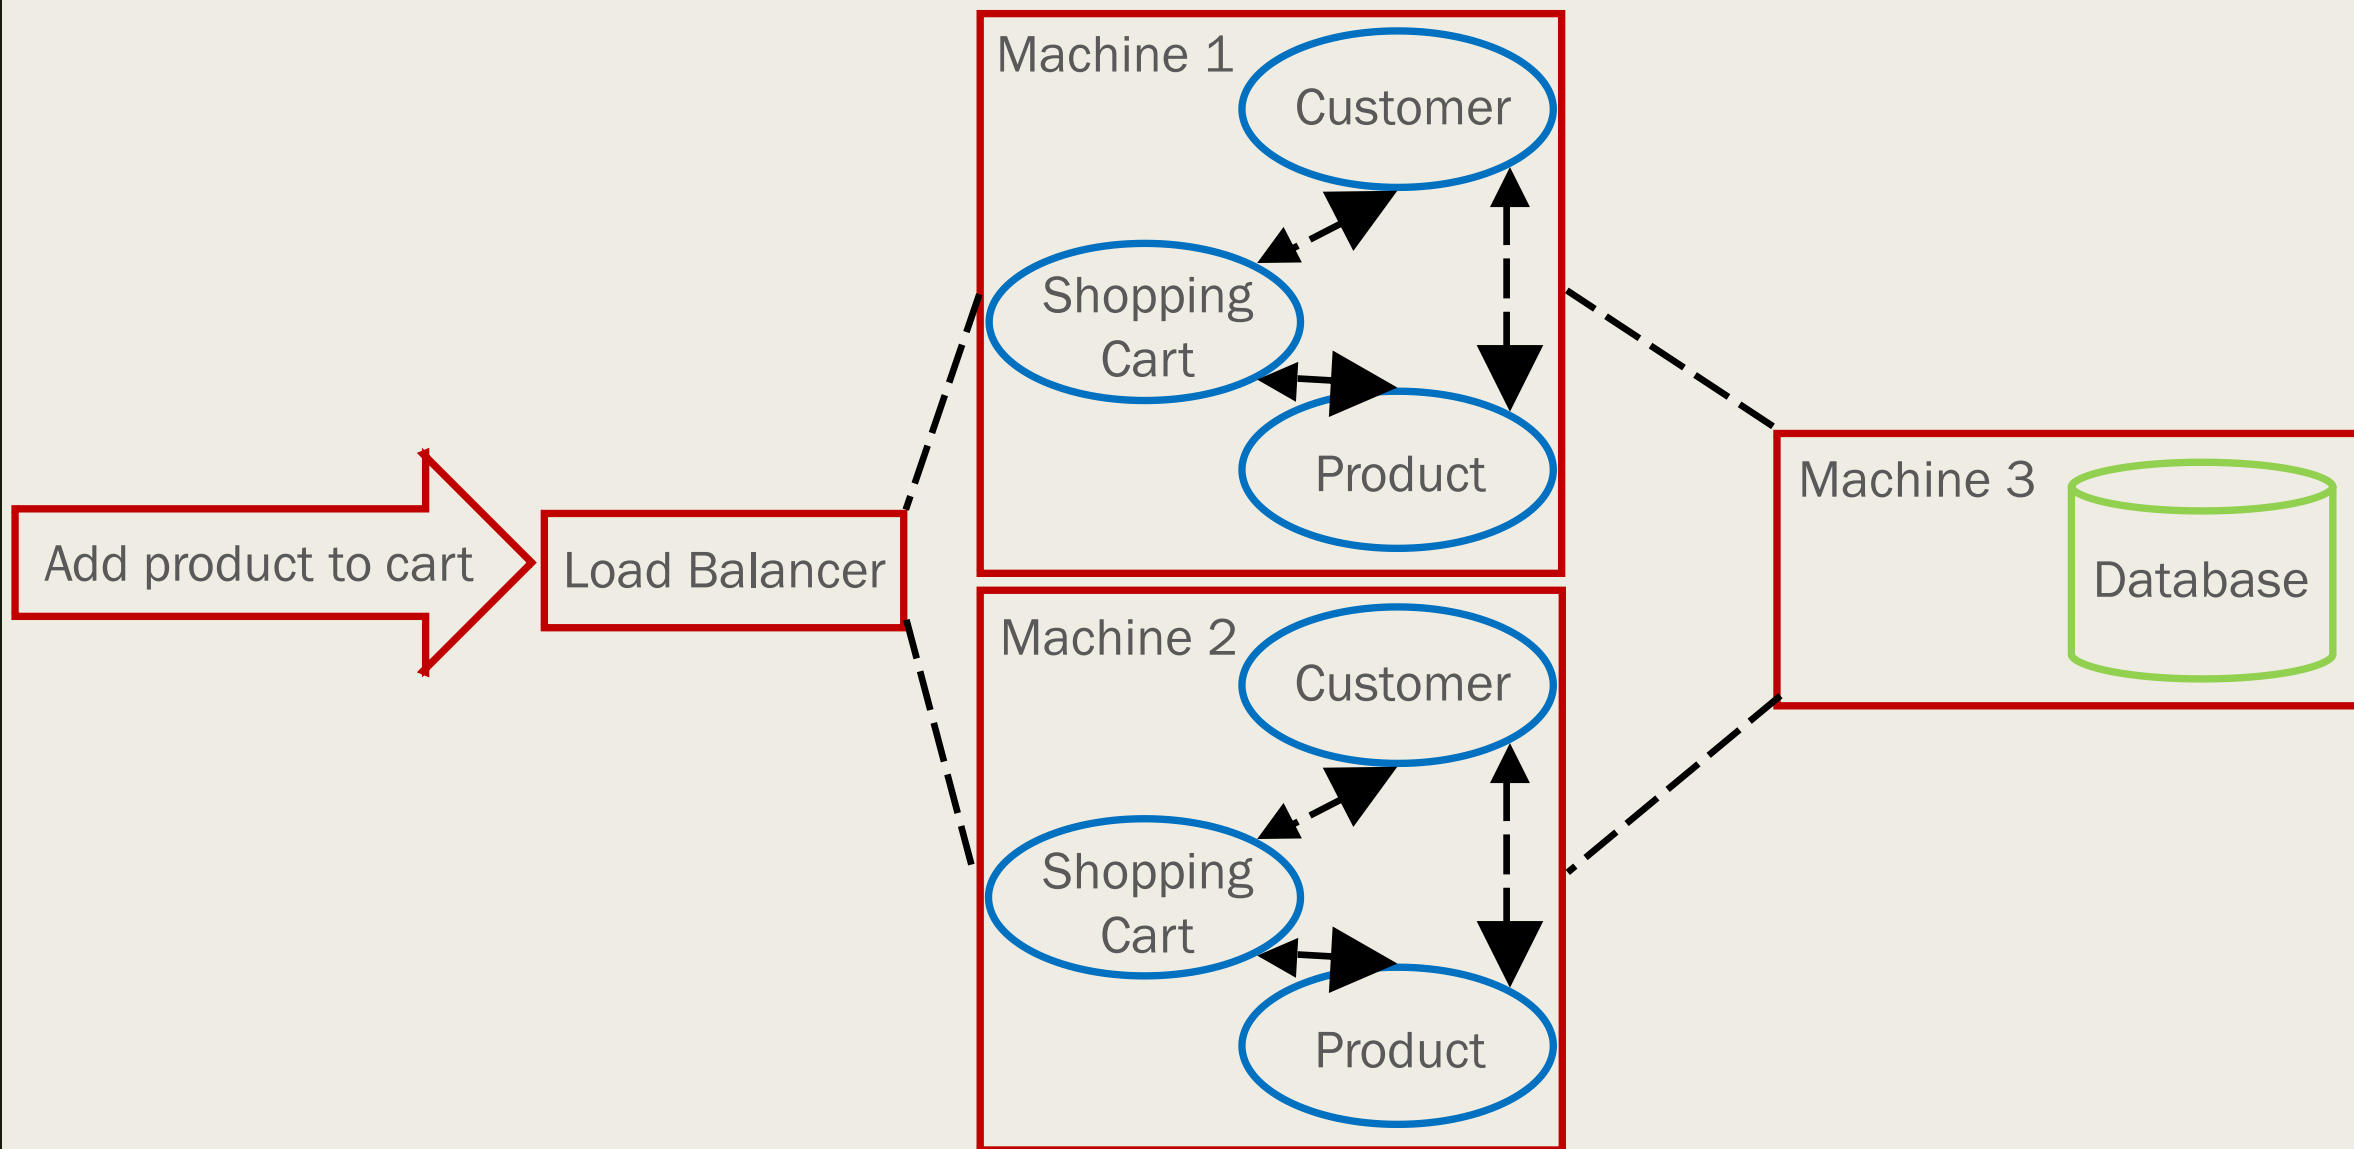 Add product to cart
Load Balancer
Machine 1
Customer
Shopping
Cart
Product
Machine 2
Customer
Shopping
Cart
Product
Machine 3
Database